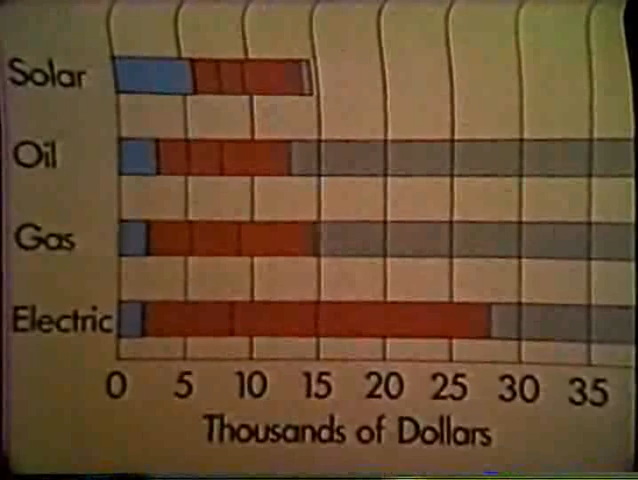 Solar
Oil
Gas
Electric
0 5 10 15 20 25 30 35
Thousands of Dollars